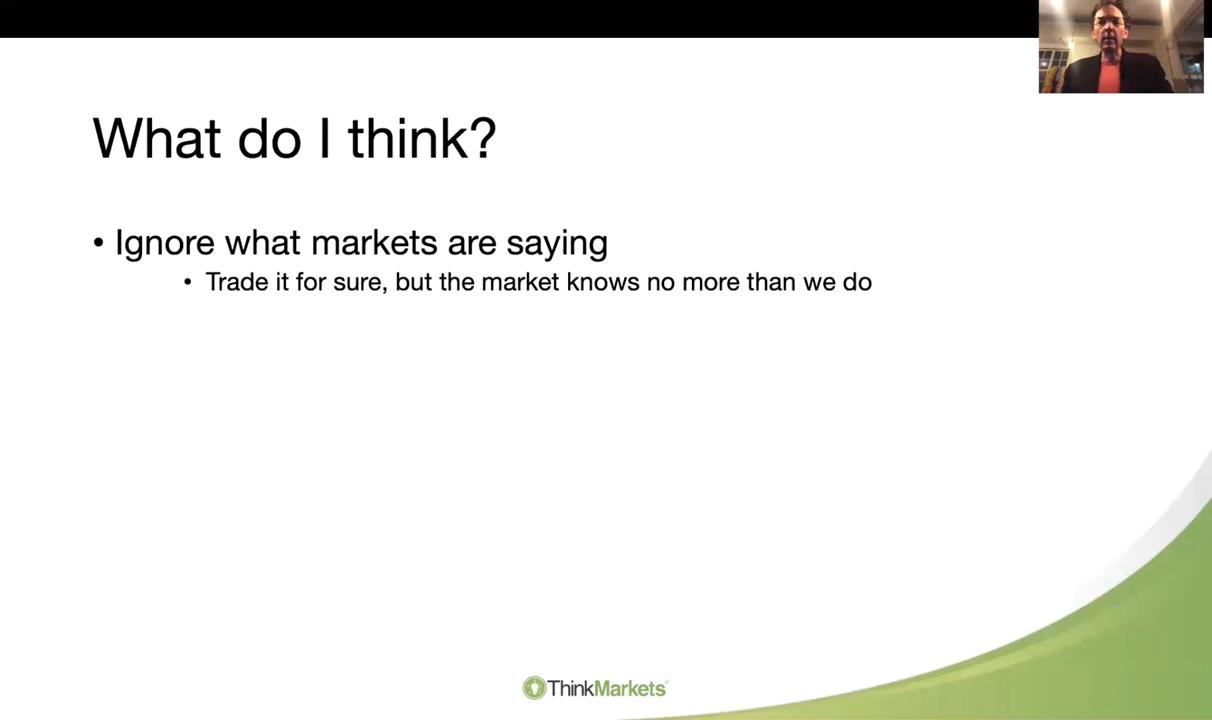 What do I think?
• Ignore what markets are saying
• Trade it for sure, but the market knows no more than we do
ThinkMarkets